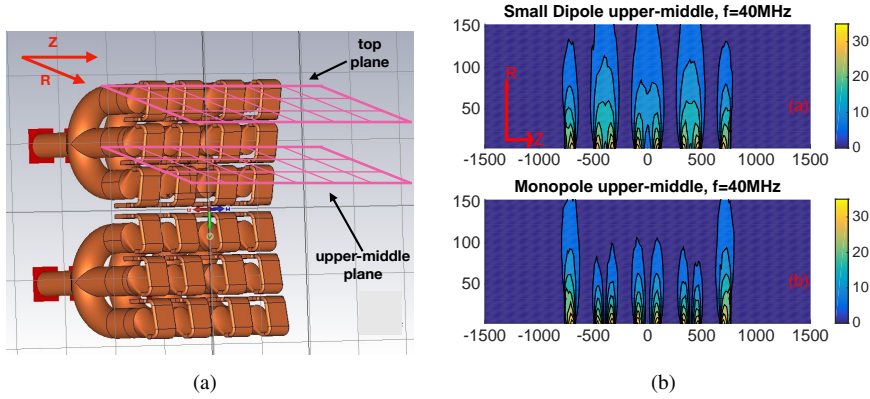 Z
R
top
plane
upper-middle
plane
(a)
Small Dipole upper-middle, f=40MHz
150
100
50
R
Z
(a)
-1500 -1000 -500 0 500 1000 1500
30
20
10
0
Monopole upper-middle, f=40MHz
150
100
50
(b)
-1500 -1000 -500 0 500 1000 1500
30
20
10
0
(b)